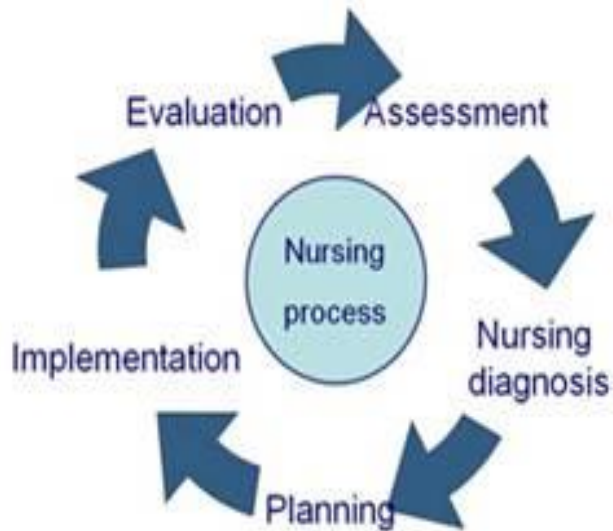 Evaluation
Assessment
Nursing
process
Nursing
diagnosis
Planning
Implementation